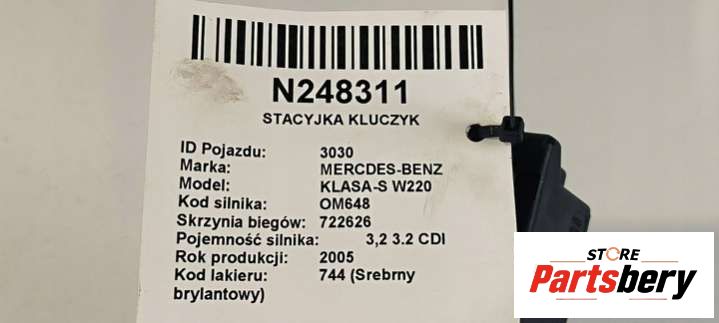 N248311
STACYJKA KLUCZYK
ID Pojazdu: 3030
Marka: MERCDES-BENZ
Model: KLASA-S W220
Kod silnika: OM648
Skrzynia biegów: 722626
Pojemność silnika: 3,2 3.2 CDI
Rok produkcji: 2005
Kod lakieru: 744 (Srebrny
brylantowy)
STORE
Partsbery